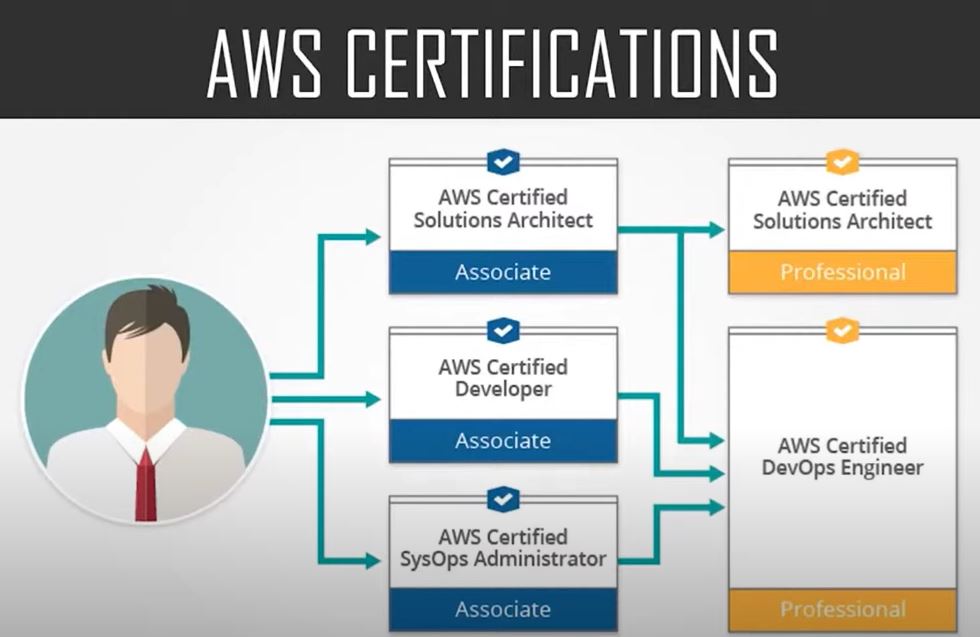 AWS CERTIFICATIONS
AWS Certified
Solutions Architect
Associate
AWS Certified
Solutions Architect
Professional
AWS Certified
Developer
Associate
AWS Certified
DevOps Engineer
Professional
AWS Certified
SysOps Administrator
Associate